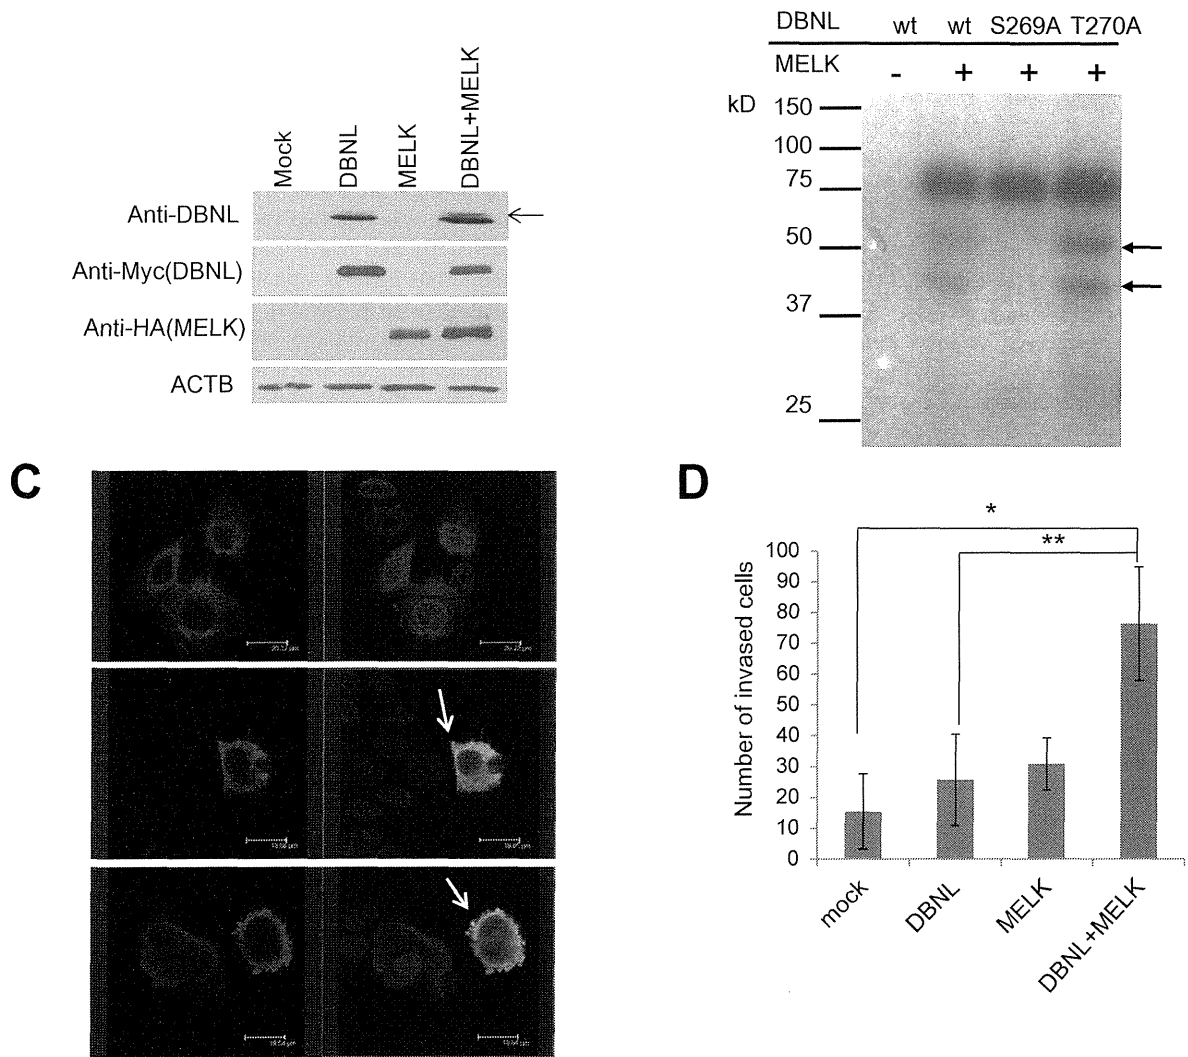 Mock
DBNL
MELK
DBNL+MELK
Anti-DBNL
Anti-Myc(DBNL)
Anti-HA(MELK)
ACTB
DBNL wt wt S269A T270A
MELK - + + +
kD 150
100
75
50
37
25
C
D
*
**
Number of invased cells
100
90
80
70
60
50
40
30
20
10
0
mock
DBNL
MELK
DBNL+MELK